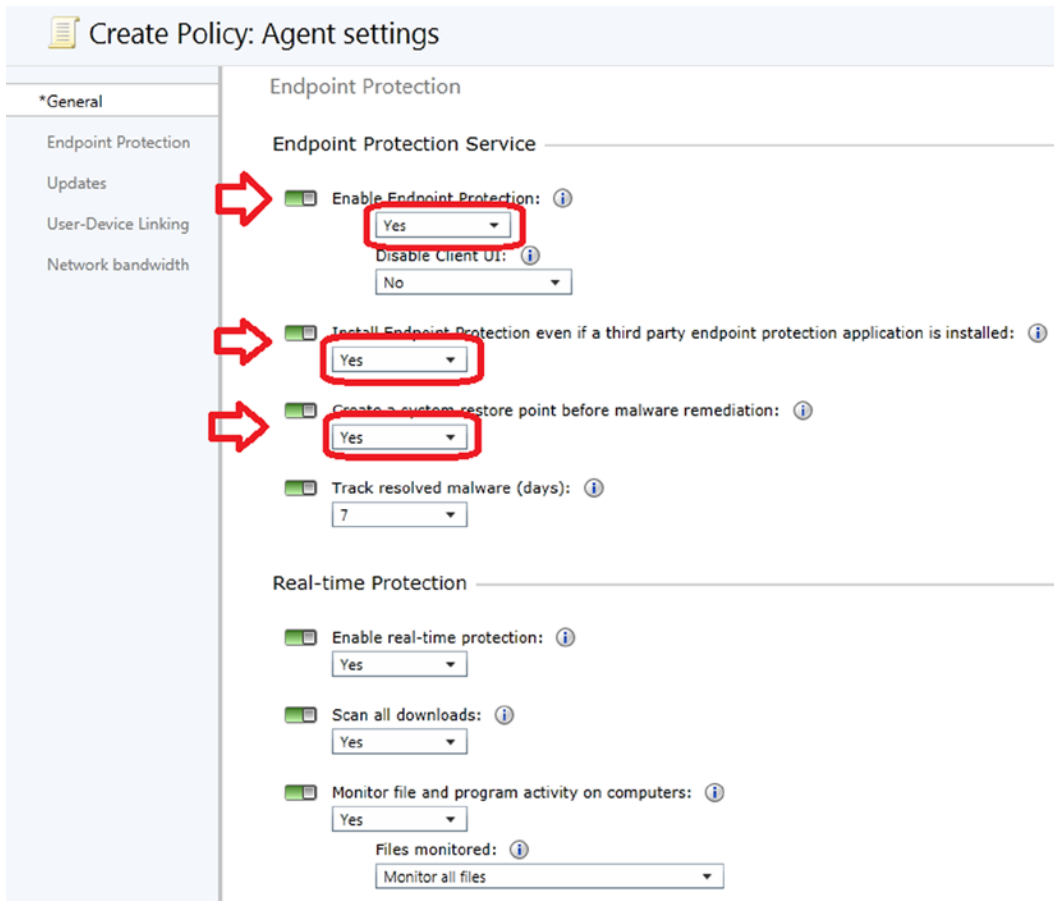 Create Policy: Agent settings
*General
Endpoint Protection
Updates
User-Device Linking
Network bandwidth
Endpoint Protection
Endpoint Protection Service
Enable Endpoint Protection:
Yes
Disable Client UI:
No
Install Endpoint Protection even if a third party endpoint protection application is installed:
Yes
Create a system restore point before malware remediation:
Yes
Track resolved malware (days):
7
Real-time Protection
Enable real-time protection:
Yes
Scan all downloads:
Yes
Monitor file and program activity on computers:
Yes
Files monitored:
Monitor all files